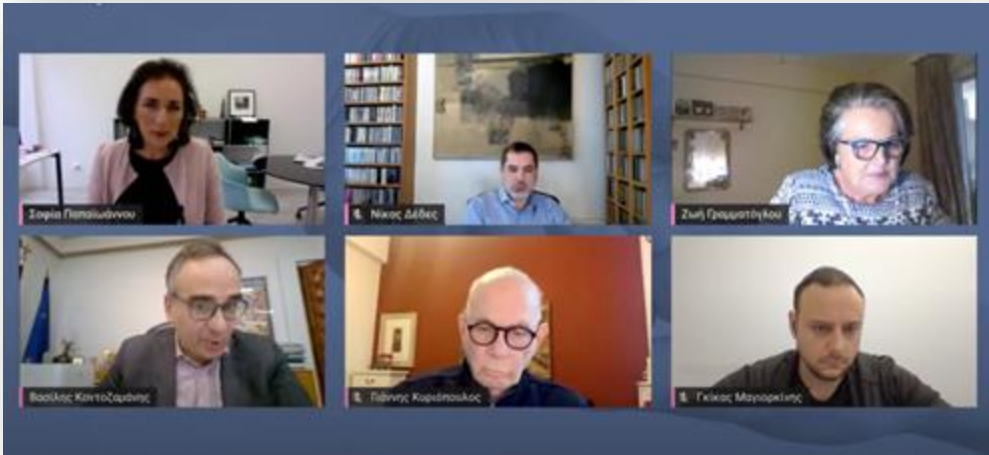 Σοφία Παπαϊωάννου
Νίκος Δέδες
Ζωή Γραμματόγλου
Βασίλης Κοντοζαμάνης
Γιάννης Κυριόπουλος
Γκίκας Μαγιορκίνης